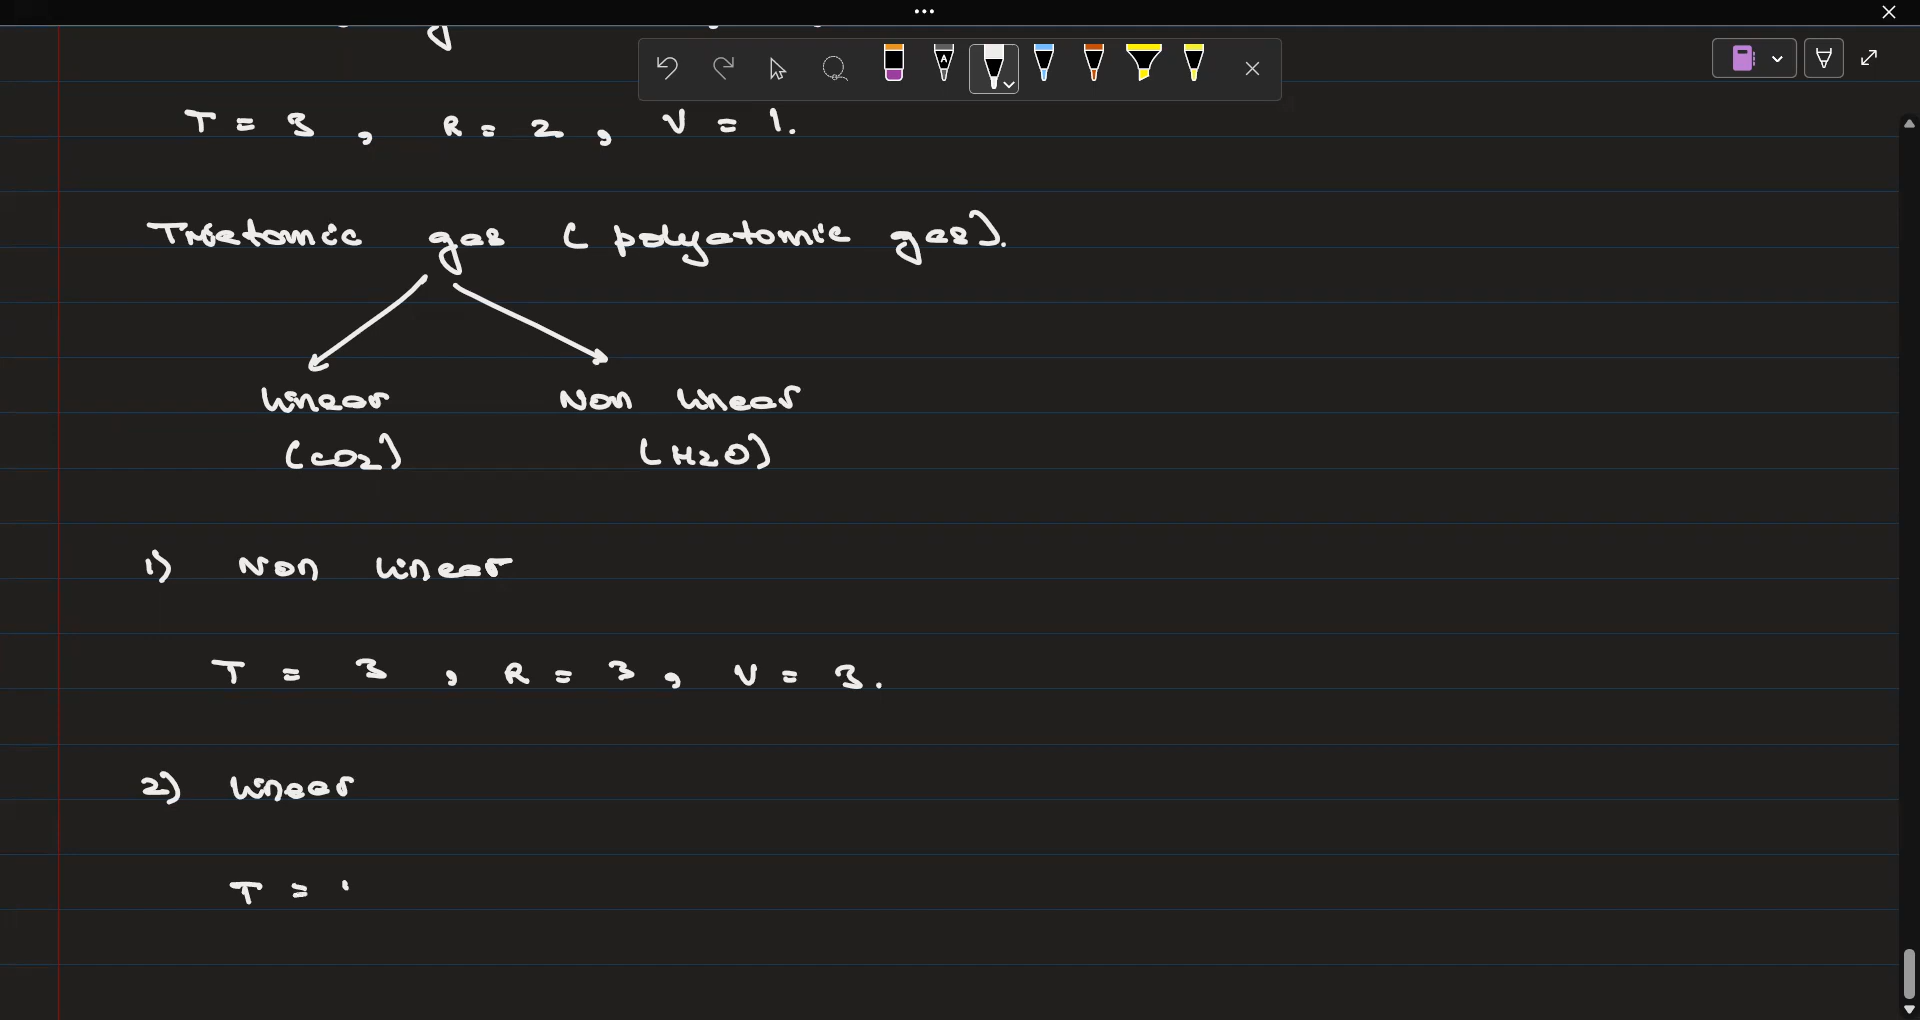 T = 3 , R = 2 , V = 1.
Triatomic gas ( polyatomic gas).
linear Non linear
(CO2) (H2O)
1) Non linear
T = 3 , R = 3 , V = 3.
2) linear
T =